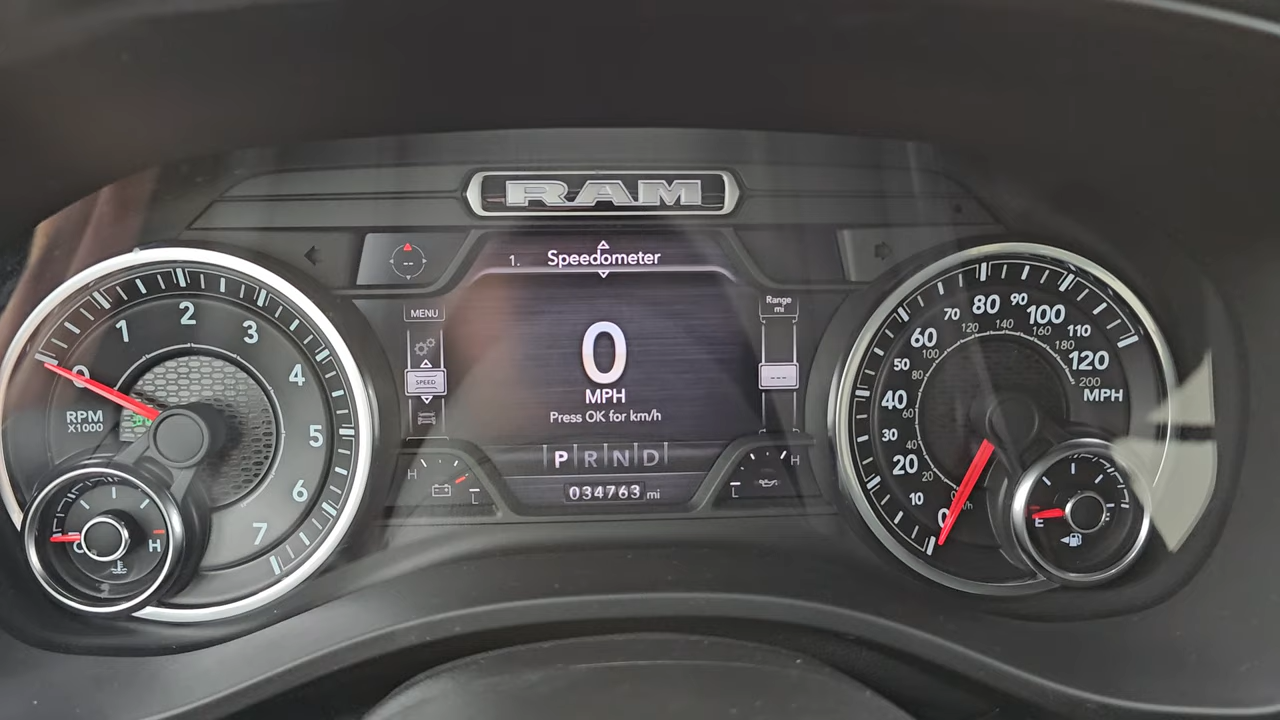 RAM
1. Speedometer
MENU
SPEED
0
MPH
Press OK for km/h
Range
mi
---
--
P R N D
034763 mi
H L
L H
0 1 2 3 4 5 6 7
RPM
X1000
C H
0 10 20 30 40 50 60 70 80 90 100 110 120
MPH
20 40 60 80 100 120 140 160 180 200
E F